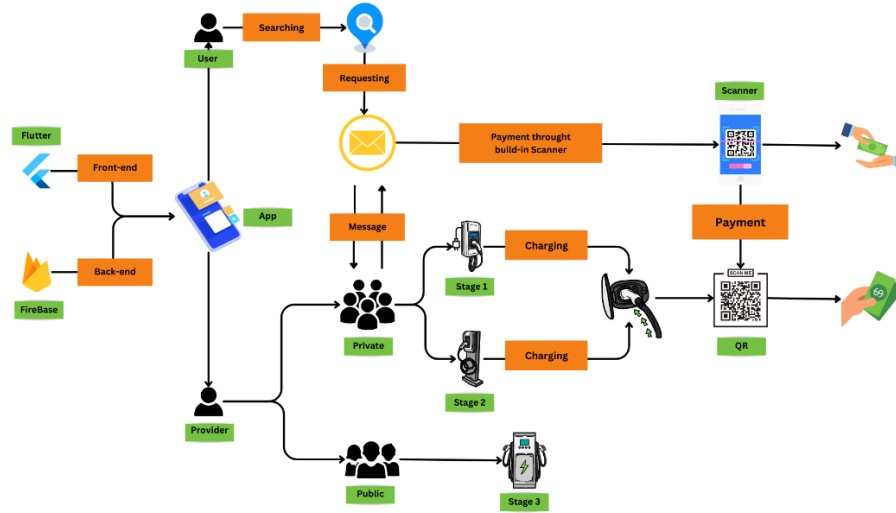 User
Searching
Requesting
Scanner
Payment throught
build-in Scanner
Flutter
Front-end
App
Message
Payment
Back-end
FireBase
Stage 1
Charging
SCAN ME
Private
Stage 2
Charging
QR
Provider
Public
Stage 3